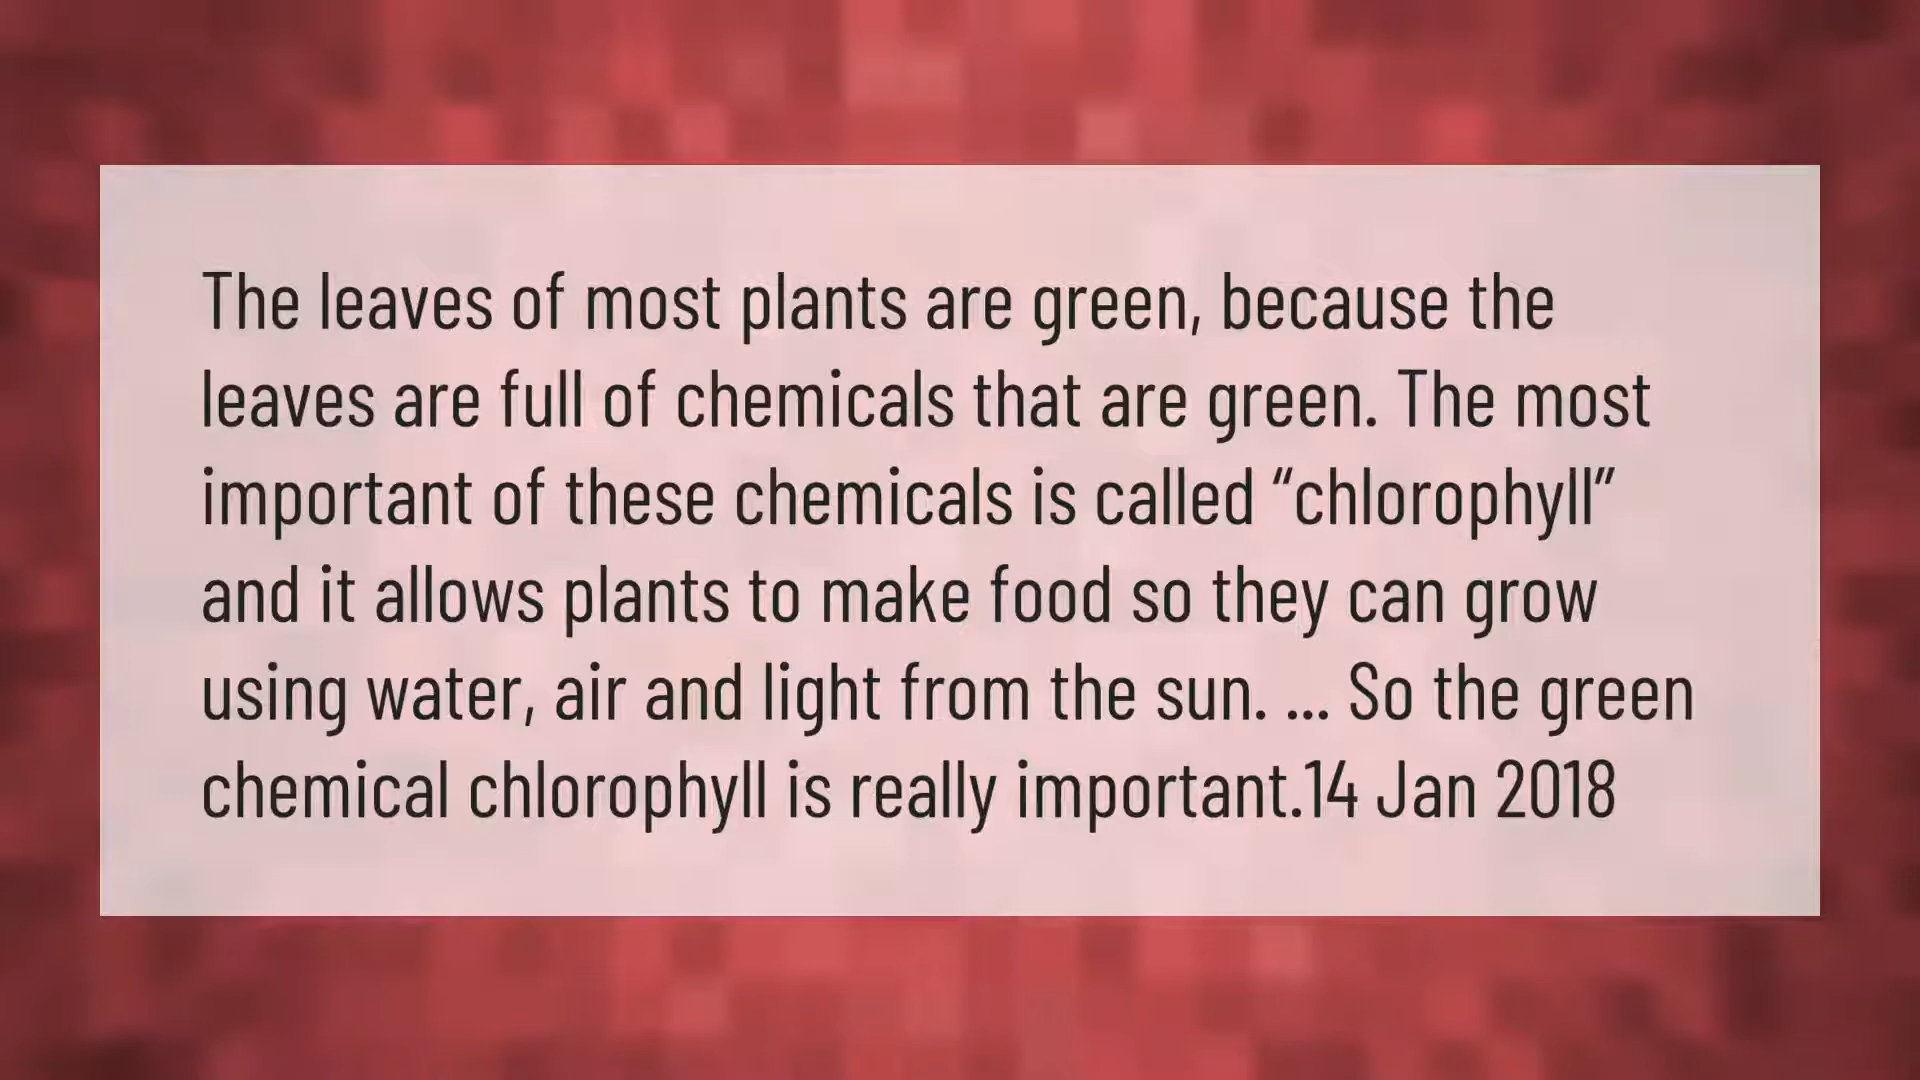 The leaves of most plants are green, because the
leaves are full of chemicals that are green. The most
important of these chemicals is called “chlorophyll”
and it allows plants to make food so they can grow
using water, air and light from the sun. ... So the green
chemical chlorophyll is really important.14 Jan 2018